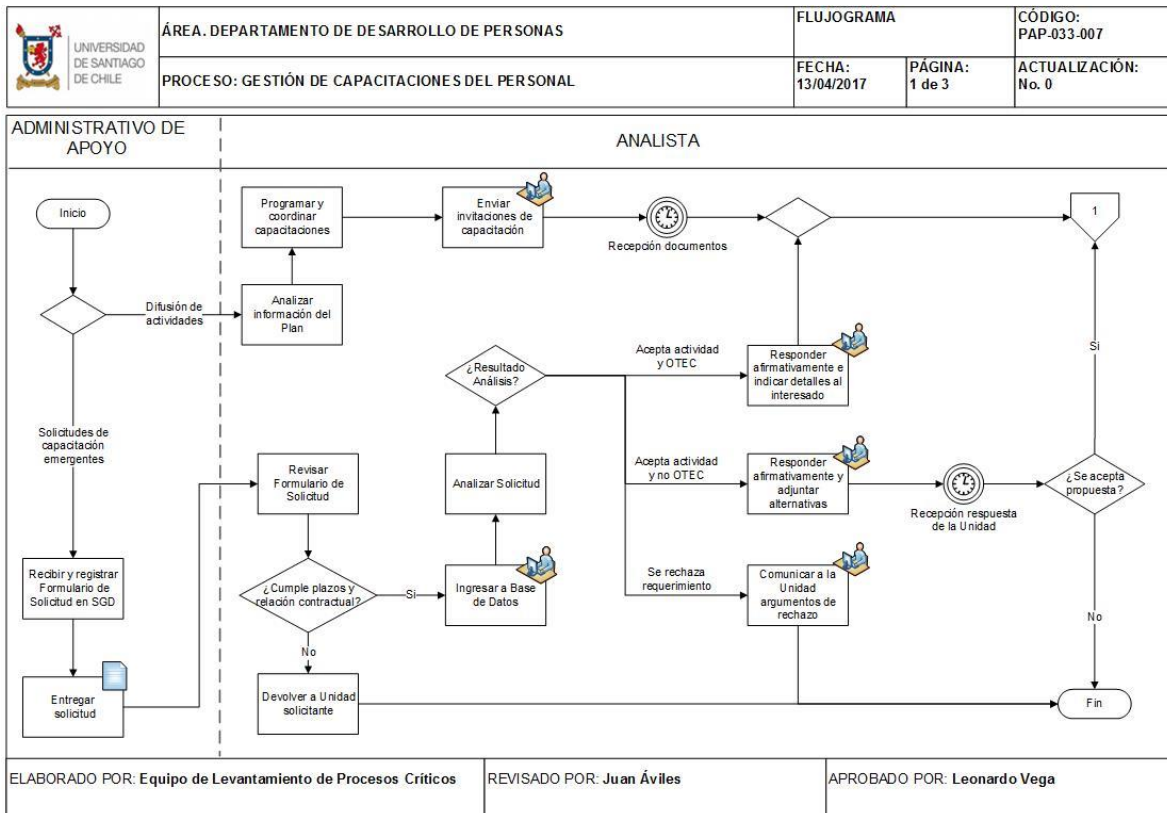 UNIVERSIDAD
DE SANTIAGO
DE CHILE
ÁREA. DEPARTAMENTO DE DESARROLLO DE PERSONAS
FLUJOGRAMA
CÓDIGO:
PAP-033-007
PROCESO: GESTIÓN DE CAPACITACIONES DEL PERSONAL
FECHA:
13/04/2017
PÁGINA:
1 de 3
ACTUALIZACIÓN:
No. 0
ADMINISTRATIVO DE
APOYO
ANALISTA
Inicio
Programar y
coordinar
capacitaciones
Enviar
invitaciones de
capacitación
Recepción documentos
1
Difusión de
actividades
Analizar
información del
Plan
¿Resultado
Análisis?
Acepta actividad
y OTEC
Responder
afirmativamente e
indicar detalles al
interesado
Si
Solicitudes de
capacitación
emergentes
Revisar
Formulario de
Solicitud
Analizar Solicitud
Acepta actividad
y no OTEC
Responder
afirmativamente y
adjuntar
alternativas
Recepción respuesta
de la Unidad
¿Se acepta
propuesta?
Recibir y registrar
Formulario de
Solicitud en SGD
¿Cumple plazos y
relación contractual?
Si
Ingresar a Base
de Datos
Se rechaza
requerimiento
Comunicar a la
Unidad
argumentos de
rechazo
No
No
Entregar
solicitud
Devolver a Unidad
solicitante
Fin
ELABORADO POR: Equipo de Levantamiento de Procesos Críticos
REVISADO POR: Juan Áviles
APROBADO POR: Leonardo Vega